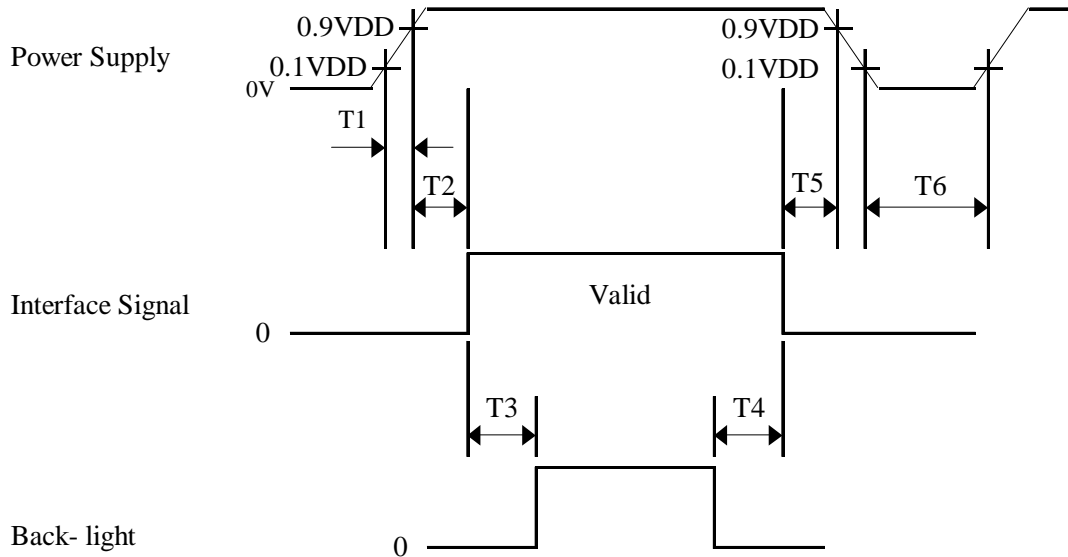 0.9VDD
0.9VDD
Power Supply
0.1VDD
0.1VDD
0V
T1
T2
T5
T6
Valid
Interface Signal
0
T3
T4
Back- light
0